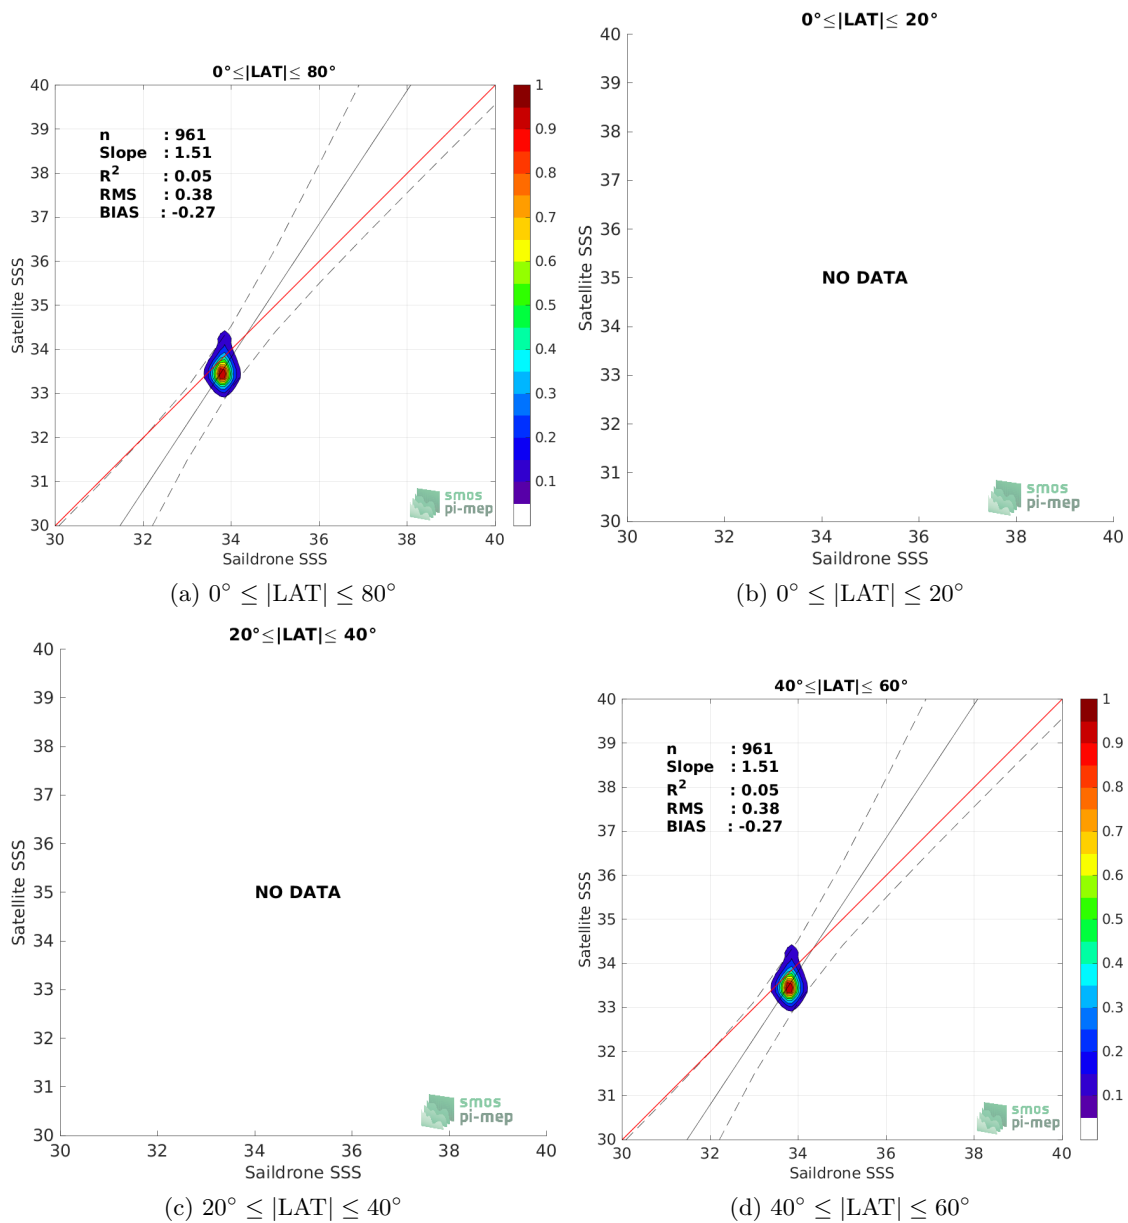 0°≤|LAT|≤ 80°
40
39
38
37
36
35
34
33
32
31
30
Satellite SSS
n : 961
Slope : 1.51
R² : 0.05
RMS : 0.38
BIAS : -0.27
smos
pi-mep
30 32 34 36 38 40
Saildrone SSS
1
0.9
0.8
0.7
0.6
0.5
0.4
0.3
0.2
0.1
(a) 0° ≤ |LAT| ≤ 80°
0°≤|LAT|≤ 20°
40
39
38
37
36
35
34
33
32
31
30
Satellite SSS
NO DATA
smos
pi-mep
30 32 34 36 38 40
Saildrone SSS
(b) 0° ≤ |LAT| ≤ 20°
20°≤|LAT|≤ 40°
40
39
38
37
36
35
34
33
32
31
30
Satellite SSS
NO DATA
smos
pi-mep
30 32 34 36 38 40
Saildrone SSS
(c) 20° ≤ |LAT| ≤ 40°
40°≤|LAT|≤ 60°
40
39
38
37
36
35
34
33
32
31
30
Satellite SSS
n : 961
Slope : 1.51
R² : 0.05
RMS : 0.38
BIAS : -0.27
smos
pi-mep
30 32 34 36 38 40
Saildrone SSS
1
0.9
0.8
0.7
0.6
0.5
0.4
0.3
0.2
0.1
(d) 40° ≤ |LAT| ≤ 60°